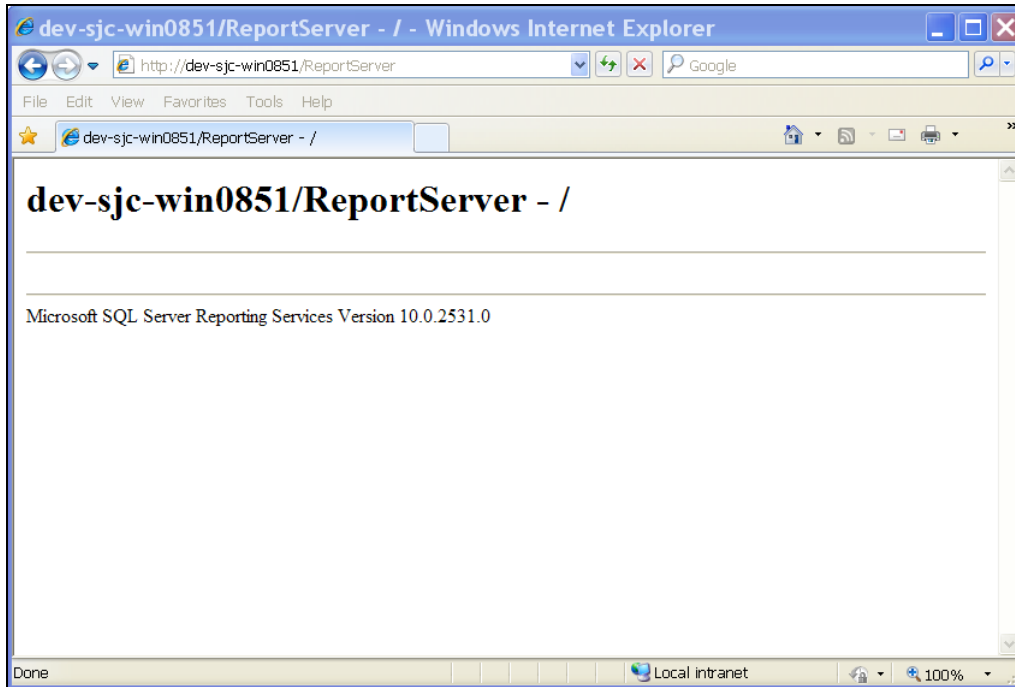 dev-sjc-win0851/ReportServer - / - Windows Internet Explorer
http://dev-sjc-win0851/ReportServer
Google
File Edit View Favorites Tools Help
dev-sjc-win0851/ReportServer - /
dev-sjc-win0851/ReportServer - /
Microsoft SQL Server Reporting Services Version 10.0.2531.0
Done
Local intranet
100%